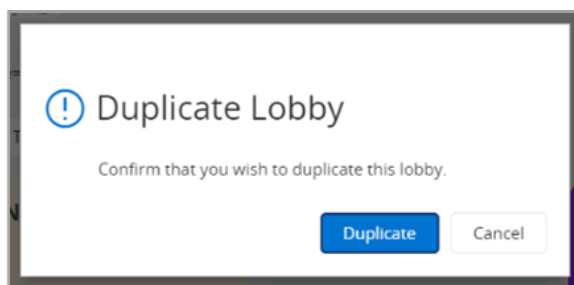 Duplicate Lobby
Confirm that you wish to duplicate this lobby.
Duplicate Cancel